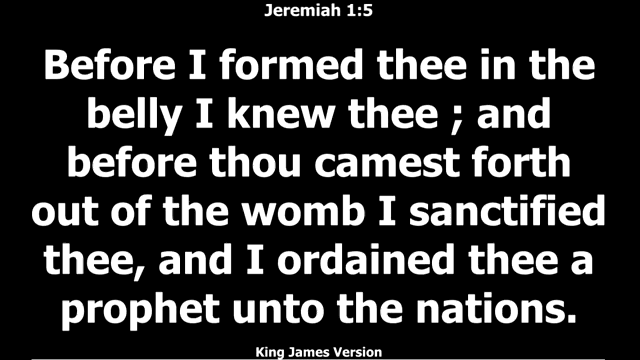 Jeremiah 1:5
Before I formed thee in the
belly I knew thee ; and
before thou camest forth
out of the womb I sanctified
thee, and I ordained thee a
prophet unto the nations.
King James Version